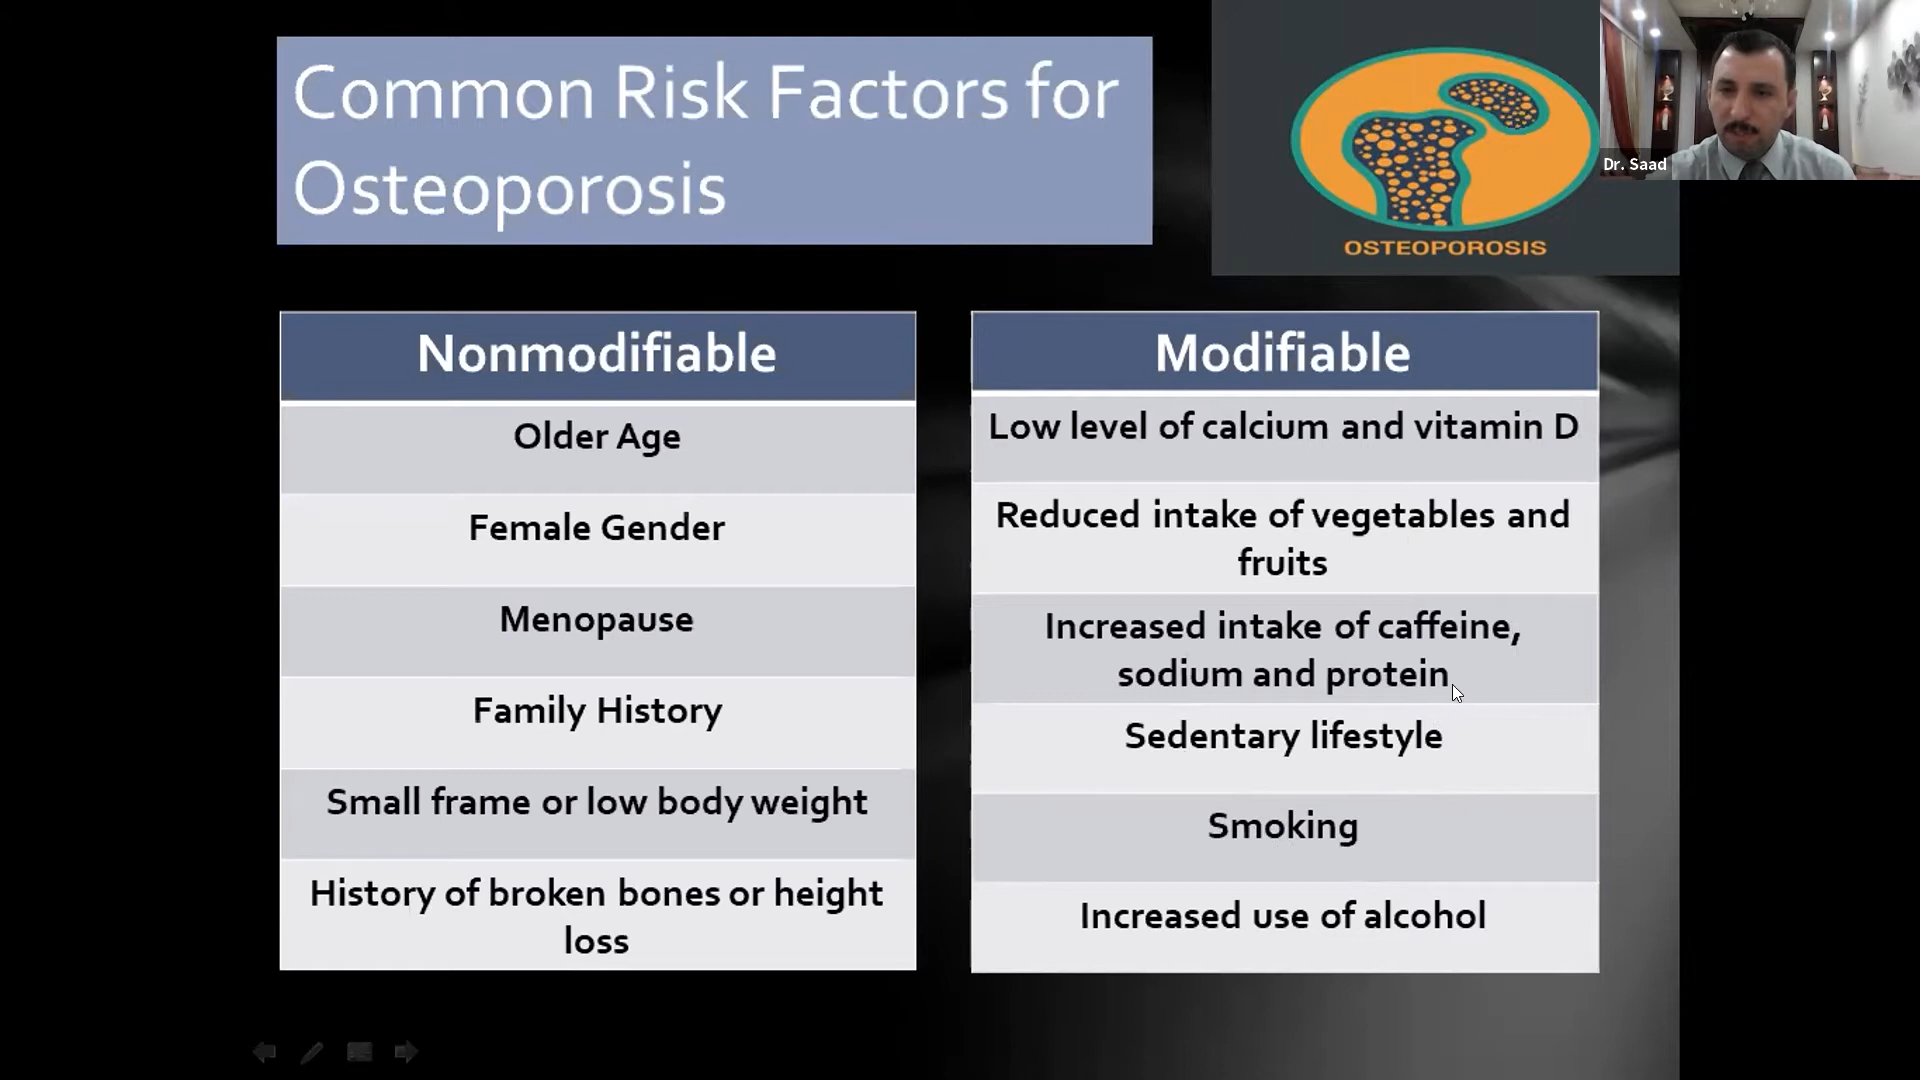 Common Risk Factors for
Osteoporosis
OSTEOPOROSIS
Dr. Saad
Nonmodifiable
Older Age
Female Gender
Menopause
Family History
Small frame or low body weight
History of broken bones or height
loss
Modifiable
Low level of calcium and vitamin D
Reduced intake of vegetables and
fruits
Increased intake of caffeine,
sodium and protein
Sedentary lifestyle
Smoking
Increased use of alcohol